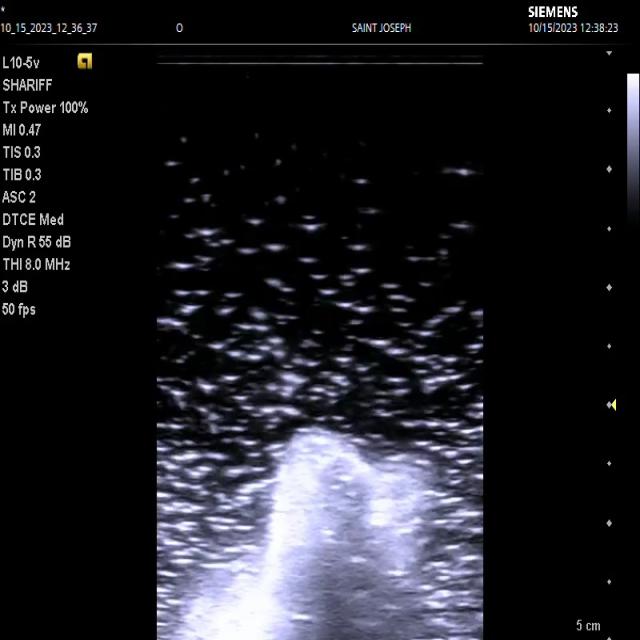 SIEMENS
10_15_2023_12_36_37 O SAINT JOSEPH 10/15/2023 12:38:23
L10-5v
SHARIFF
Tx Power 100%
MI 0.47
TIS 0.3
TIB 0.3
ASC 2
DTCE Med
Dyn R 55 dB
THI 8.0 MHz
3 dB
50 fps
5 cm